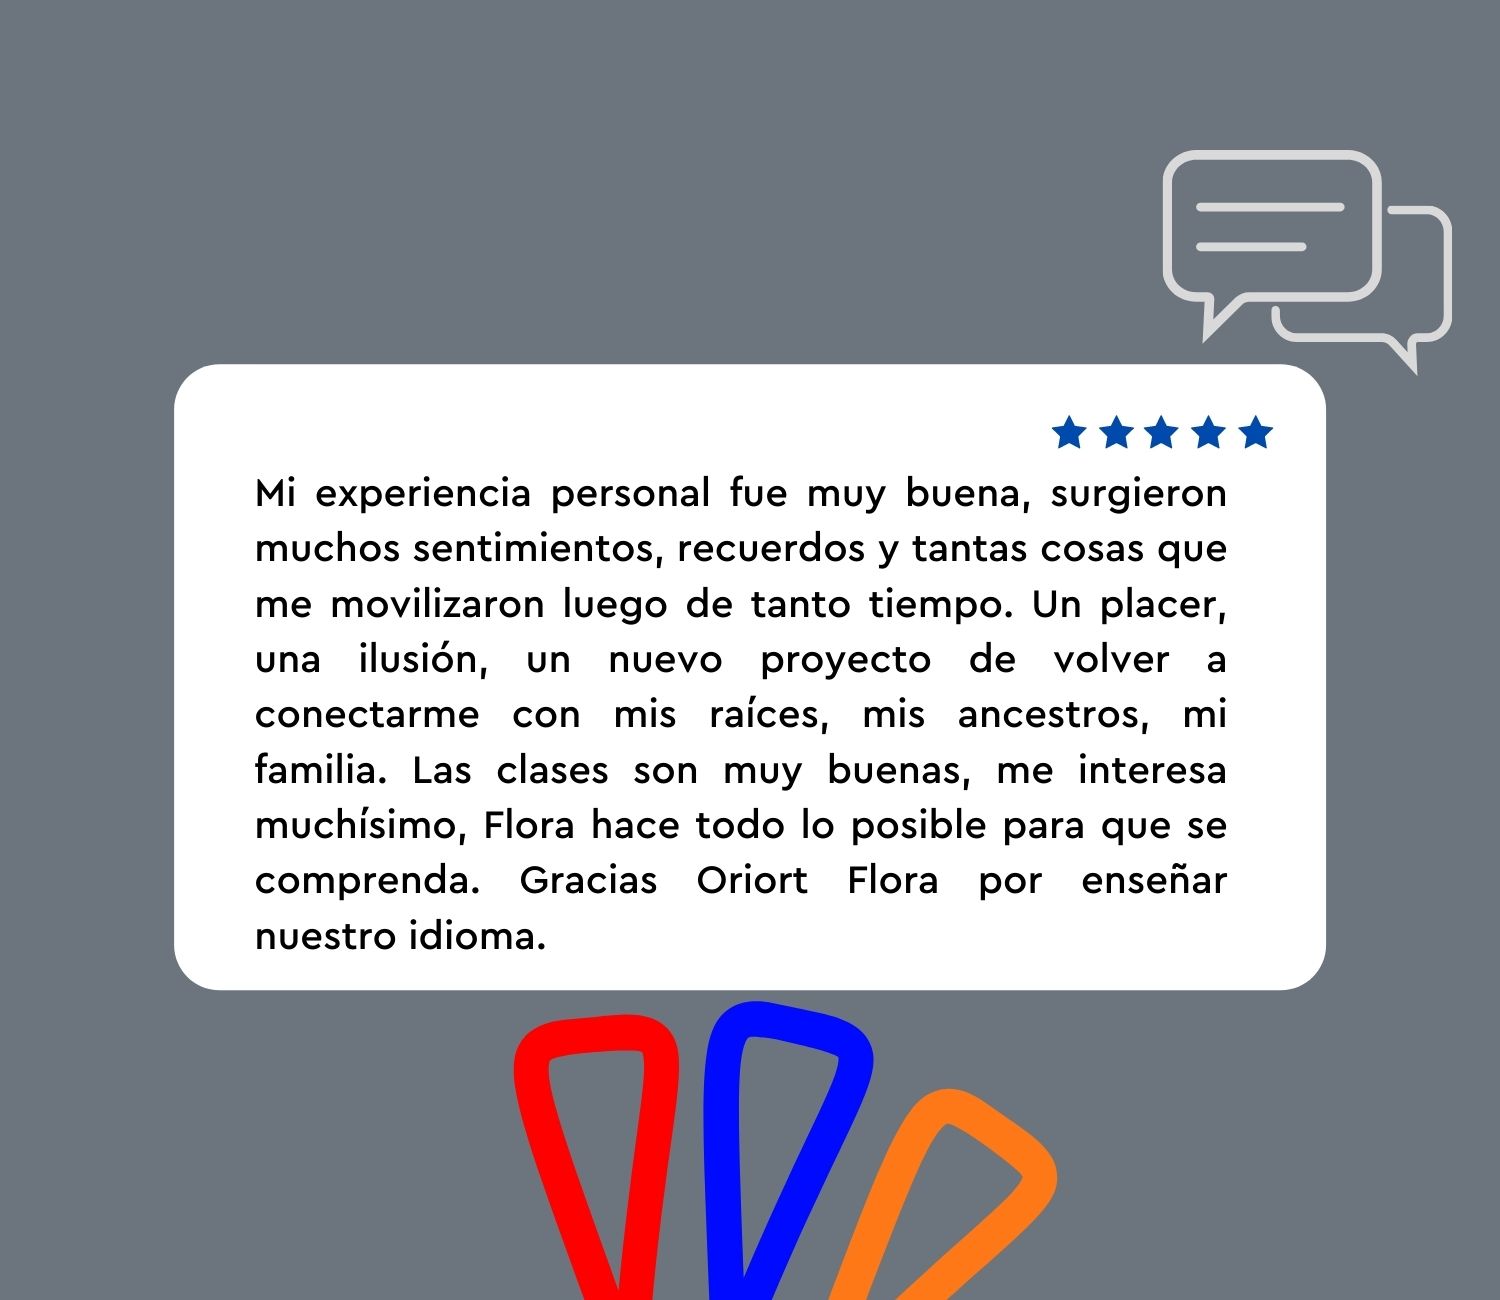 Mi experiencia personal fue muy buena, surgieron
muchos sentimientos, recuerdos y tantas cosas que
me movilizaron luego de tanto tiempo. Un placer,
una ilusión, un nuevo proyecto de volver a
conectarme con mis raíces, mis ancestros, mi
familia. Las clases son muy buenas, me interesa
muchísimo, Flora hace todo lo posible para que se
comprenda. Gracias Oriort Flora por enseñar
nuestro idioma.